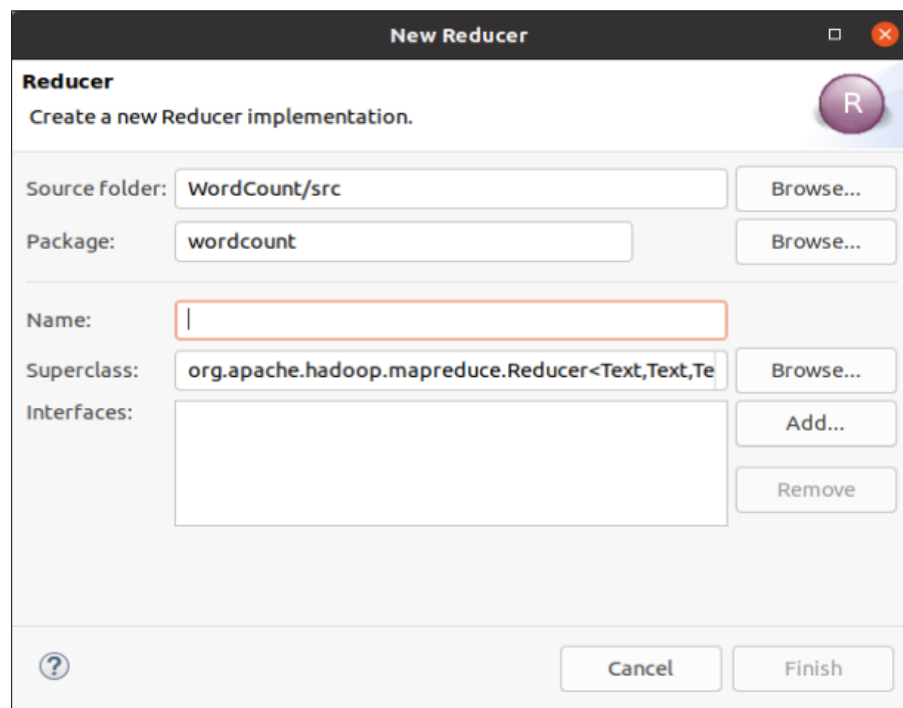 New Reducer
Reducer
Create a new Reducer implementation.
R
Source folder: WordCount/src Browse...
Package: wordcount Browse...
Name:
Superclass: org.apache.hadoop.mapreduce.Reducer<Text,Text,Te Browse...
Interfaces: Add...
Remove
? Cancel Finish